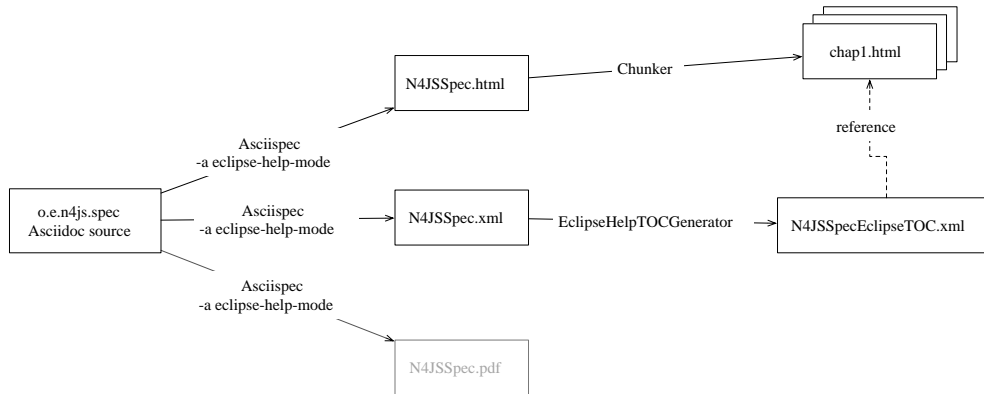 chap1.html
N4JSSpec.html
Chunker
reference
Asciispec
-a eclipse-help-mode
o.e.n4js.spec
Asciidoc source
Asciispec
-a eclipse-help-mode
N4JSSpec.xml
EclipseHelpTOCGenerator
N4JSSpecEclipseTOC.xml
Asciispec
-a eclipse-help-mode
N4JSSpec.pdf